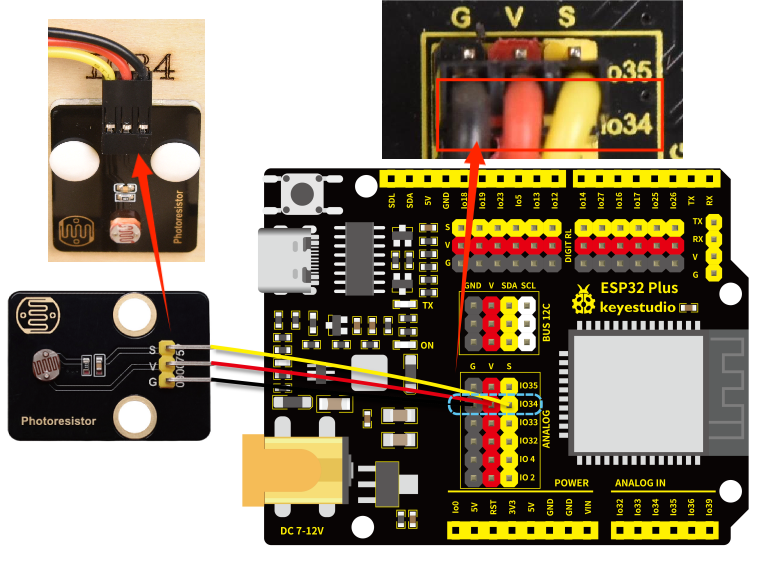 IO34
Photoresistor
G V S
Io35
Io34
SDL SDA 5V GND Io18 Io19 Io23 Io5 Io13 Io12
Io14 Io27 Io16 Io17 Io25 Io26 TX RX
S
V
G
DIGIT RL
TX
RX
V
G
ESP32 Plus
keyestudio
GND V SDA SCL
BUS 12C
TX
ON
S
V
G
Photoresistor
G V S
IO35
IO34
IO33
IO32
IO 4
IO 2
ANALOG
POWER
ANALOG IN
Io0 5V RST 3V3 5V GND GND VIN
Io32 Io33 Io34 Io35 Io36 Io39
DC 7-12V